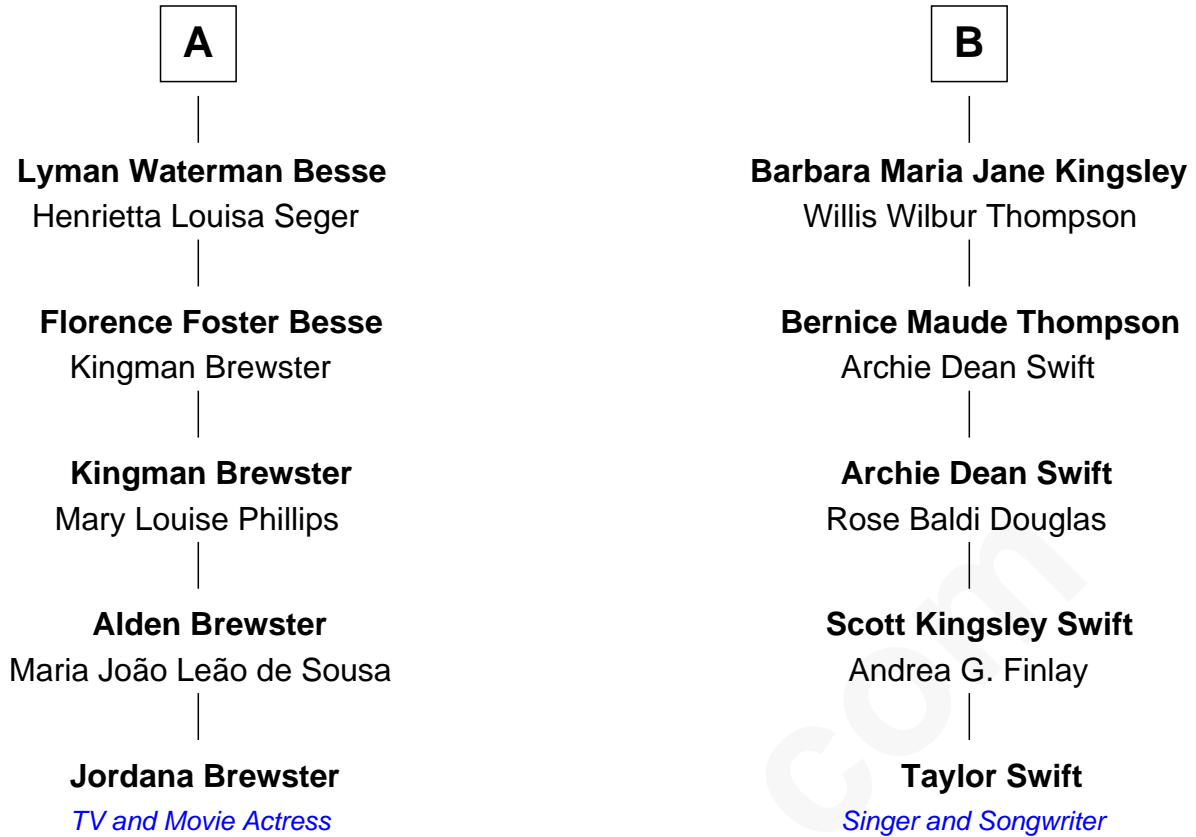 A
Lyman Waterman Besse
Henrietta Louisa Seger
Florence Foster Besse
Kingman Brewster
Kingman Brewster
Mary Louise Phillips
Alden Brewster
Maria João Leão de Sousa
Jordana Brewster
TV and Movie Actress
B
Barbara Maria Jane Kingsley
Willis Wilbur Thompson
Bernice Maude Thompson
Archie Dean Swift
Archie Dean Swift
Rose Baldi Douglas
Scott Kingsley Swift
Andrea G. Finlay
Taylor Swift
Singer and Songwriter
com